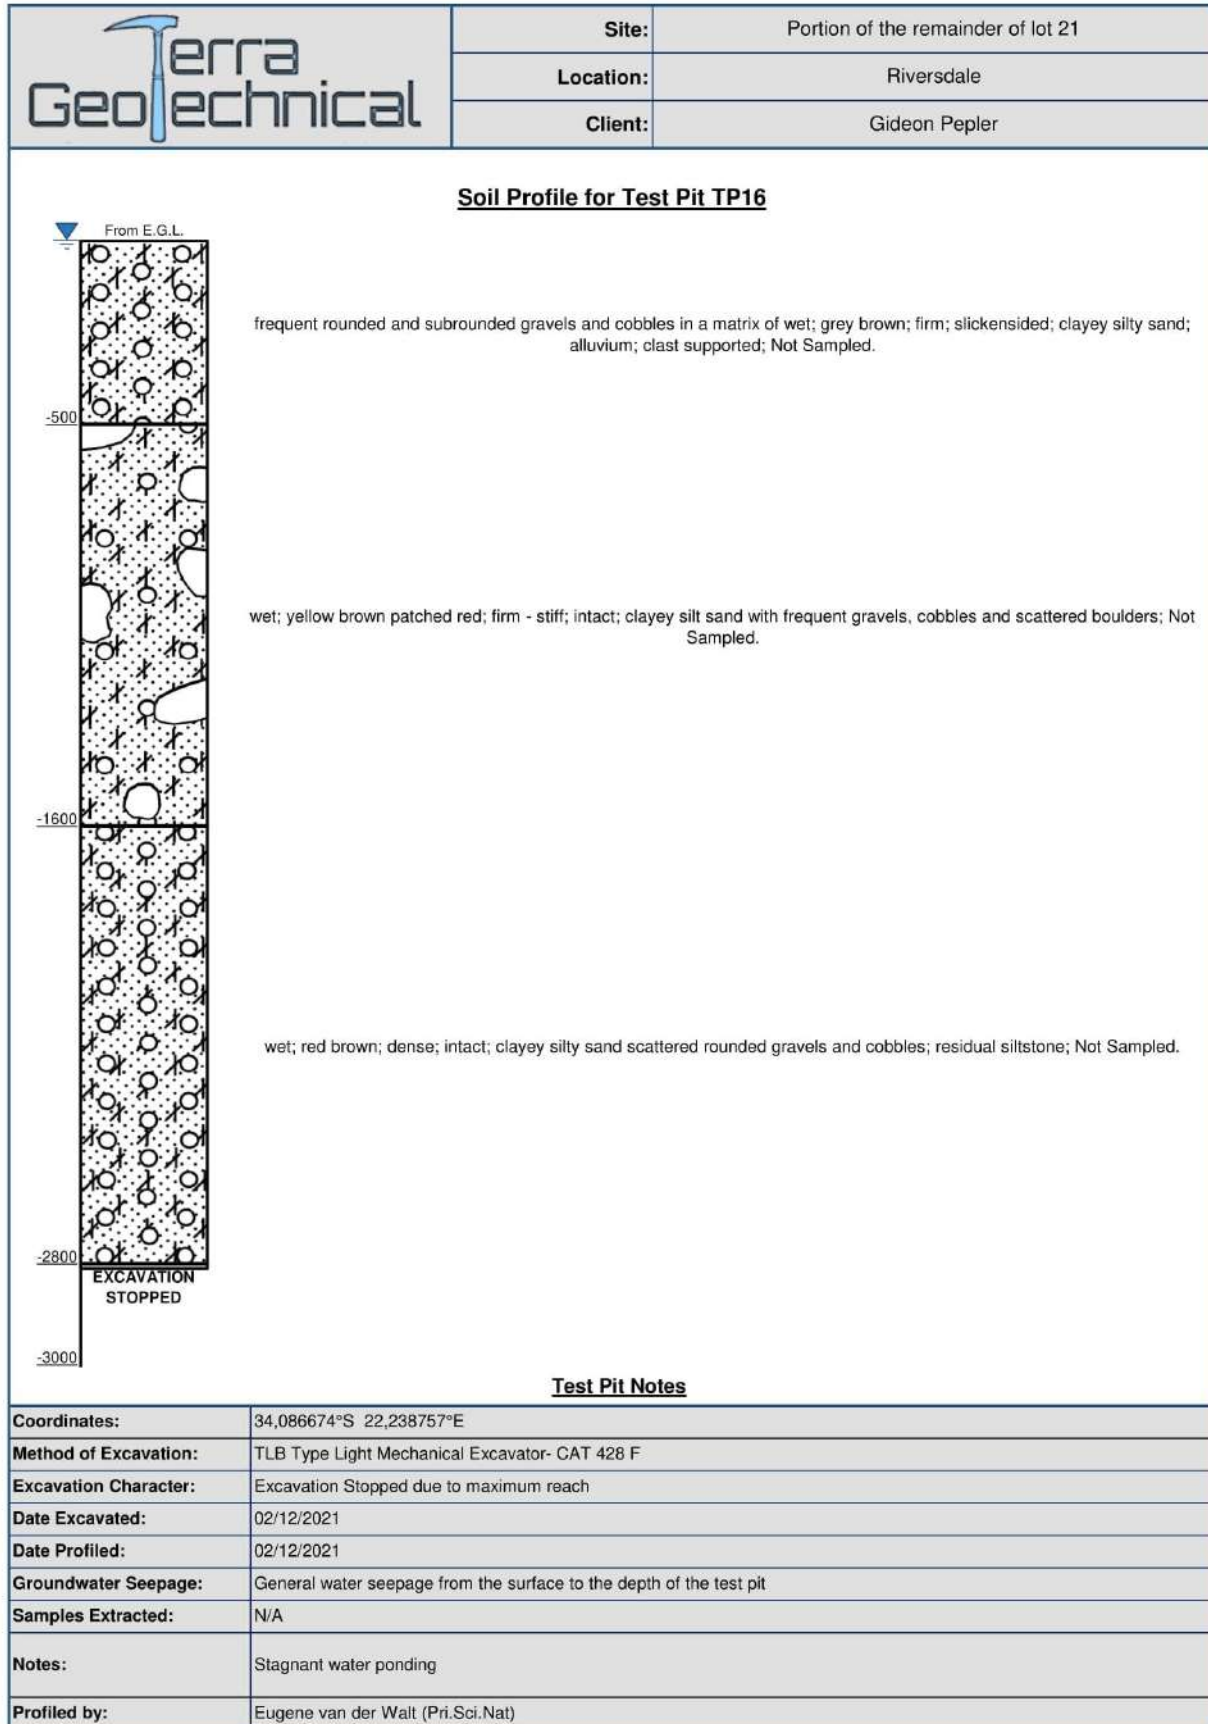 Terra
GeoTechnical
Site: Portion of the remainder of lot 21
Location: Riversdale
Client: Gideon Pepler
Soil Profile for Test Pit TP16
From E.G.L.
frequent rounded and subrounded gravels and cobbles in a matrix of wet; grey brown; firm; slickensided; clayey silty sand;
alluvium; clast supported; Not Sampled.
-500
wet; yellow brown patched red; firm - stiff; intact; clayey silt sand with frequent gravels, cobbles and scattered boulders; Not
Sampled.
-1600
wet; red brown; dense; intact; clayey silty sand scattered rounded gravels and cobbles; residual siltstone; Not Sampled.
-2800
EXCAVATION
STOPPED
-3000
Test Pit Notes
Coordinates: 34,086674°S 22,238757°E
Method of Excavation: TLB Type Light Mechanical Excavator- CAT 428 F
Excavation Character: Excavation Stopped due to maximum reach
Date Excavated: 02/12/2021
Date Profiled: 02/12/2021
Groundwater Seepage: General water seepage from the surface to the depth of the test pit
Samples Extracted: N/A
Notes: Stagnant water ponding
Profiled by: Eugene van der Walt (Pri.Sci.Nat)